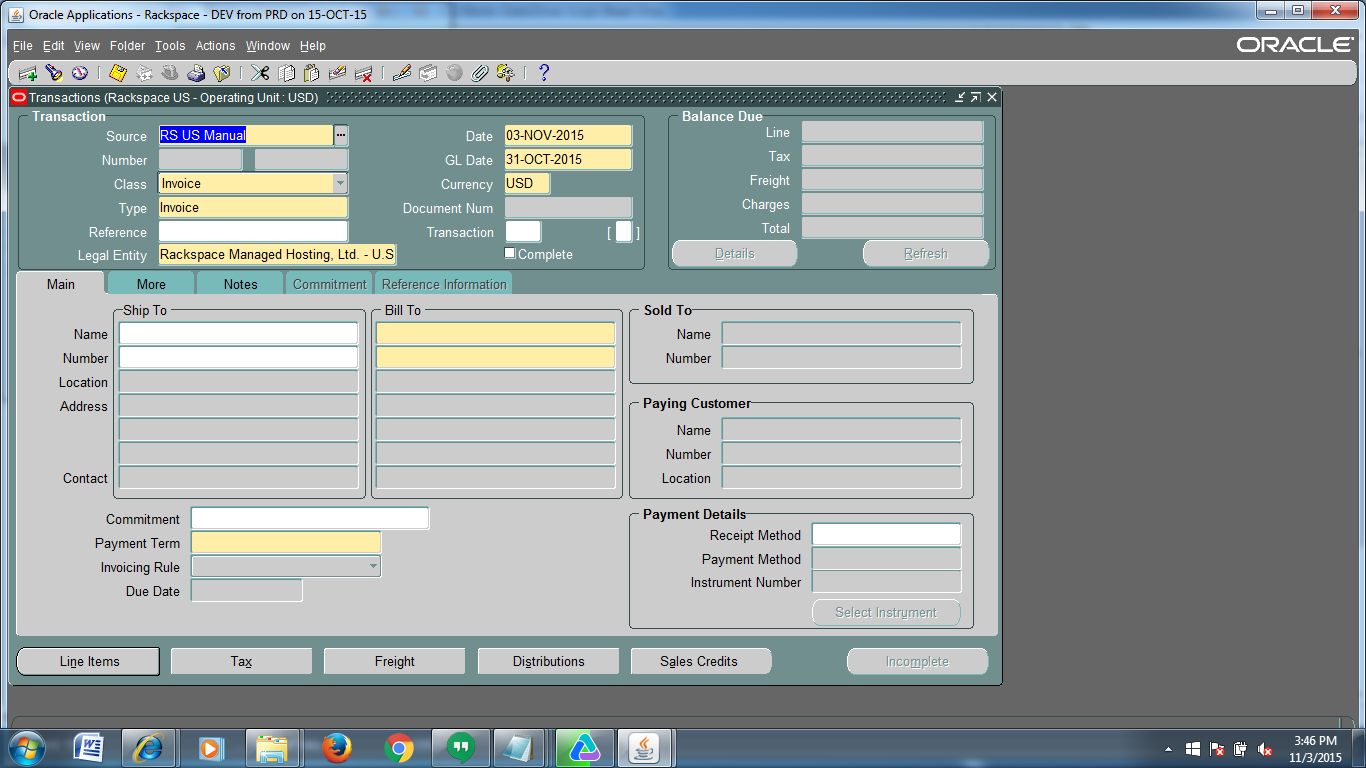 Oracle Applications - Rackspace - DEV from PRD on 15-OCT-15
File Edit View Folder Tools Actions Window Help
ORACLE
Transactions (Rackspace US - Operating Unit : USD)
Transaction
Source RS US Manual ...
Number
Class Invoice
Type Invoice
Reference
Legal Entity Rackspace Managed Hosting, Ltd. - U.S
Date 03-NOV-2015
GL Date 31-OCT-2015
Currency USD
Document Num
Transaction [ ]
Complete
Balance Due
Line
Tax
Freight
Charges
Total
Details Refresh
Main More Notes Commitment Reference Information
Ship To
Bill To
Name
Number
Location
Address
Contact
Sold To
Name
Number
Paying Customer
Name
Number
Location
Commitment
Payment Term
Invoicing Rule
Due Date
Payment Details
Receipt Method
Payment Method
Instrument Number
Select Instrument
Line Items Tax Freight Distributions Sales Credits Incomplete
3:46 PM
11/3/2015